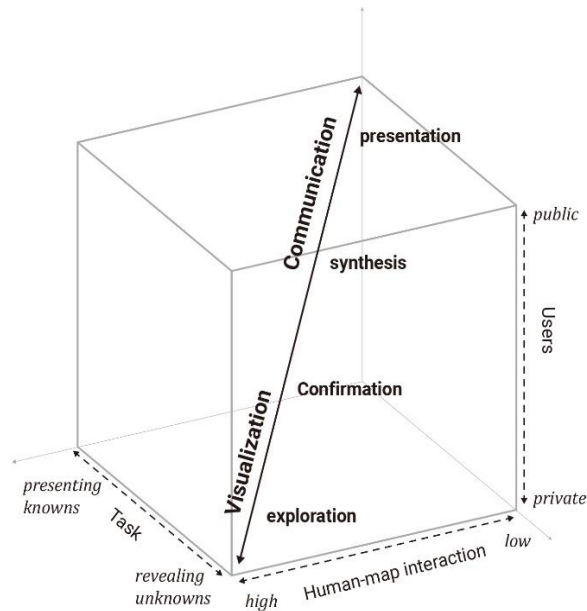 presentation
Communication
public
synthesis
Users
Confirmation
Visualization
presenting
knowns
private
exploration
Task
low
Human-map interaction
revealing
unknowns
high